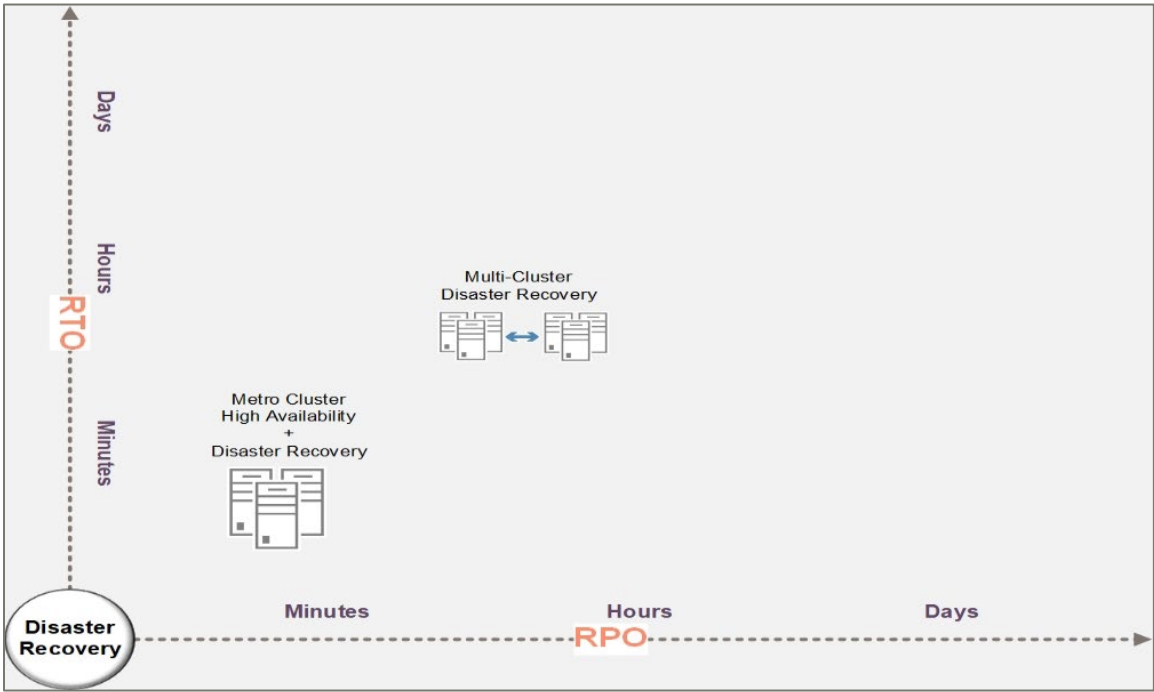 Days
Hours
RTO
Minutes
Multi-Cluster
Disaster Recovery
Metro Cluster
High Availability
+
Disaster Recovery
Disaster
Recovery
Minutes
Hours
Days
RPO